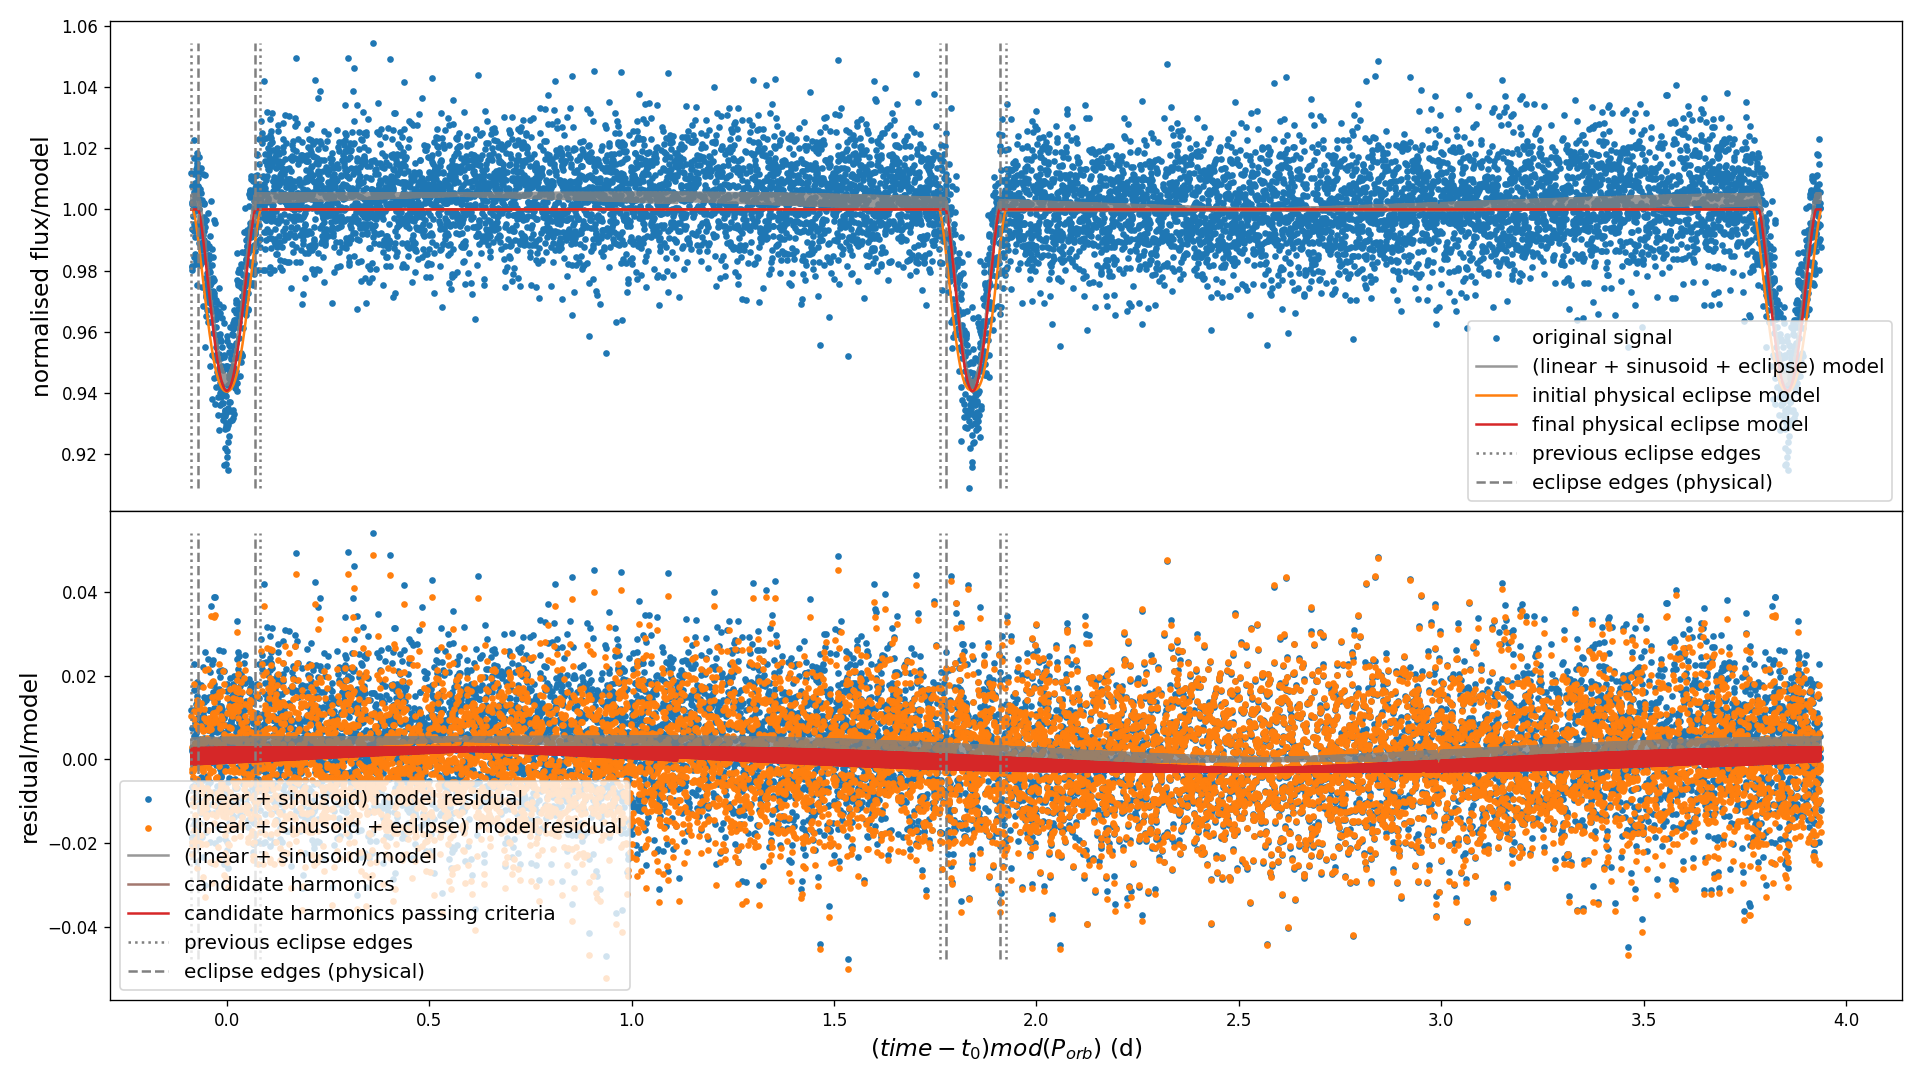 1.06
1.04
1.02
1.00
0.98
0.96
0.94
0.92
normalised flux/model
original signal
(linear + sinusoid + eclipse) model
initial physical eclipse model
final physical eclipse model
previous eclipse edges
eclipse edges (physical)
0.04
0.02
0.00
−0.02
−0.04
residual/model
(linear + sinusoid) model residual
(linear + sinusoid + eclipse) model residual
(linear + sinusoid) model
candidate harmonics
candidate harmonics passing criteria
previous eclipse edges
eclipse edges (physical)
0.0 0.5 1.0 1.5 2.0 2.5 3.0 3.5 4.0
(time − t₀)mod(Pₒᵣb) (d)